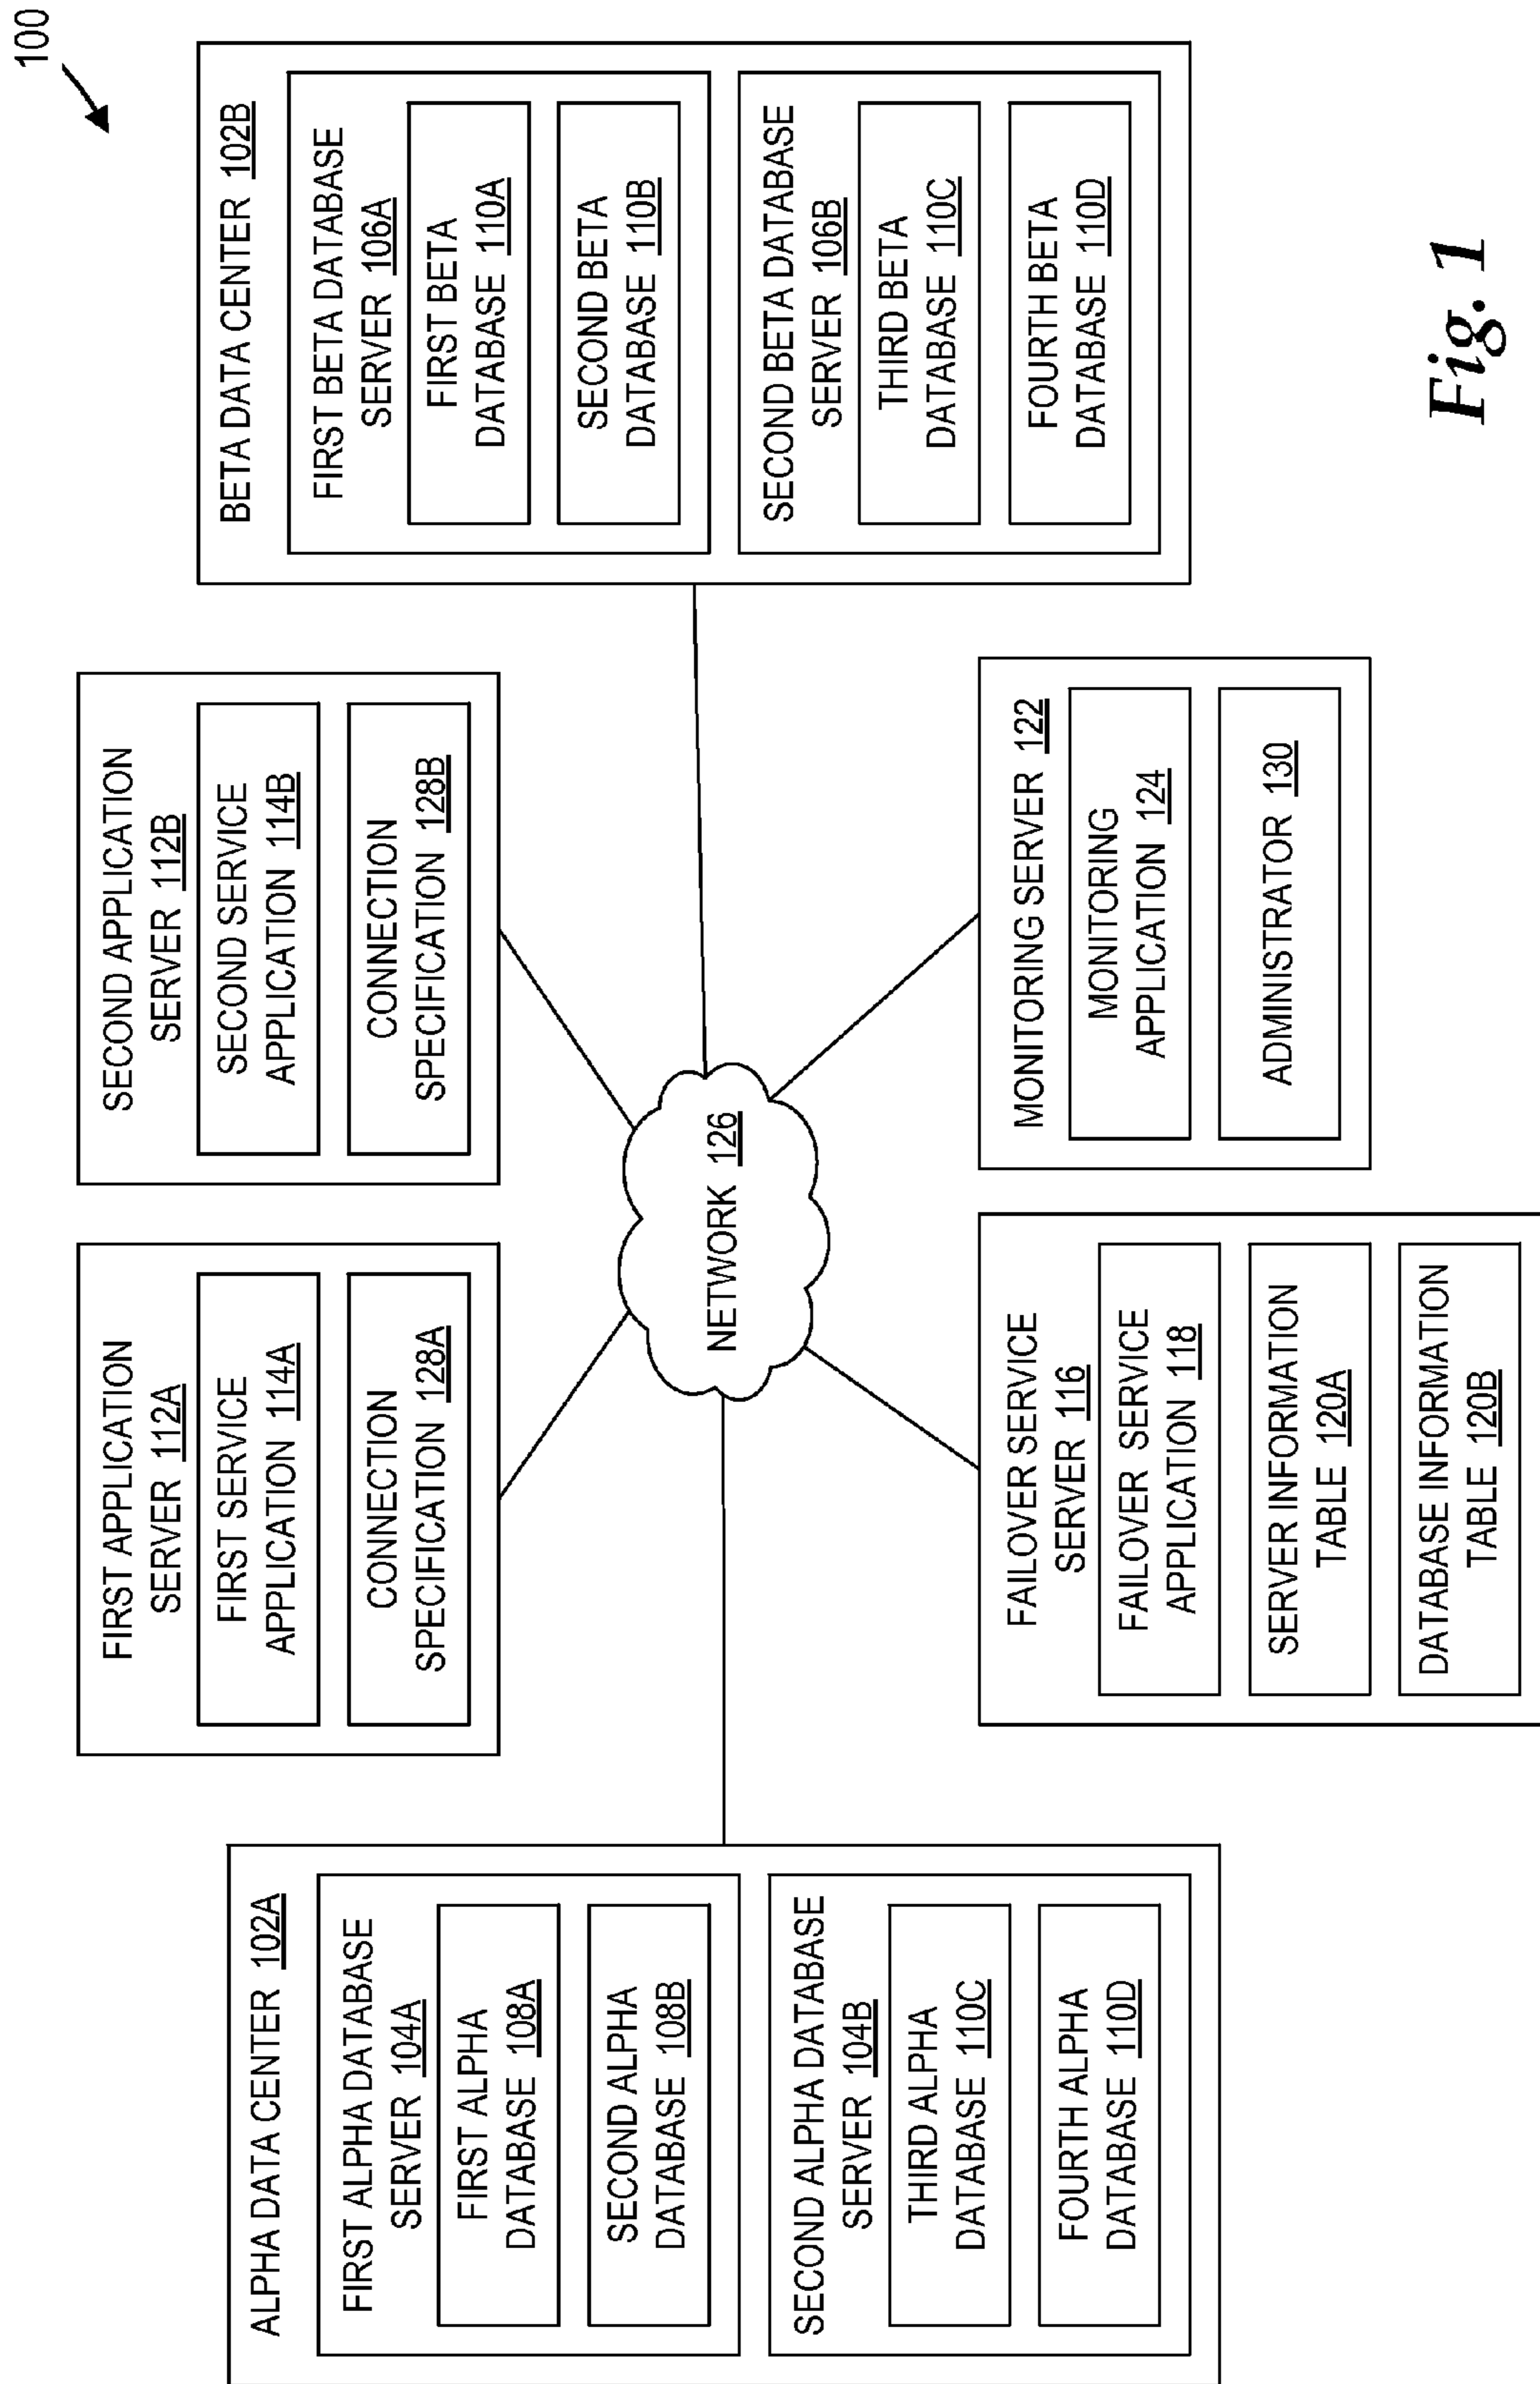 100
ALPHA DATA CENTER 102A
FIRST ALPHA DATABASE
SERVER 104A
FIRST ALPHA
DATABASE 108A
SECOND ALPHA
DATABASE 108B
SECOND ALPHA DATABASE
SERVER 104B
THIRD ALPHA
DATABASE 110C
FOURTH ALPHA
DATABASE 110D
FIRST APPLICATION
SERVER 112A
FIRST SERVICE
APPLICATION 114A
CONNECTION
SPECIFICATION 128A
SECOND APPLICATION
SERVER 112B
SECOND SERVICE
APPLICATION 114B
CONNECTION
SPECIFICATION 128B
NETWORK 126
FAILOVER SERVICE
SERVER 116
FAILOVER SERVICE
APPLICATION 118
SERVER INFORMATION
TABLE 120A
DATABASE INFORMATION
TABLE 120B
MONITORING SERVER 122
MONITORING
APPLICATION 124
ADMINISTRATOR 130
BETA DATA CENTER 102B
FIRST BETA DATABASE
SERVER 106A
FIRST BETA
DATABASE 110A
SECOND BETA
DATABASE 110B
SECOND BETA DATABASE
SERVER 106B
THIRD BETA
DATABASE 110C
FOURTH BETA
DATABASE 110D
Fig. 1